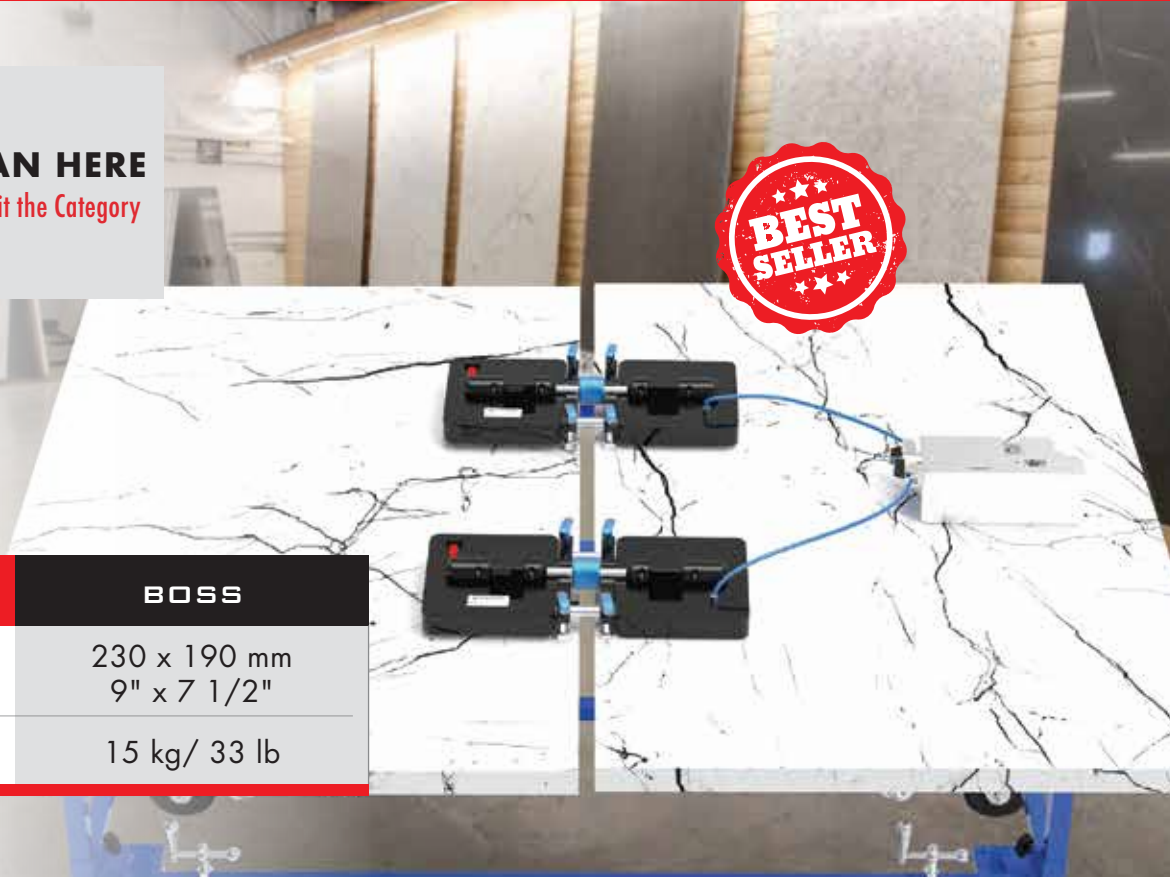 AN HERE
it the Category
BEST
SELLER
BOSS
230 x 190 mm
9" x 7 1/2"
15 kg/ 33 lb